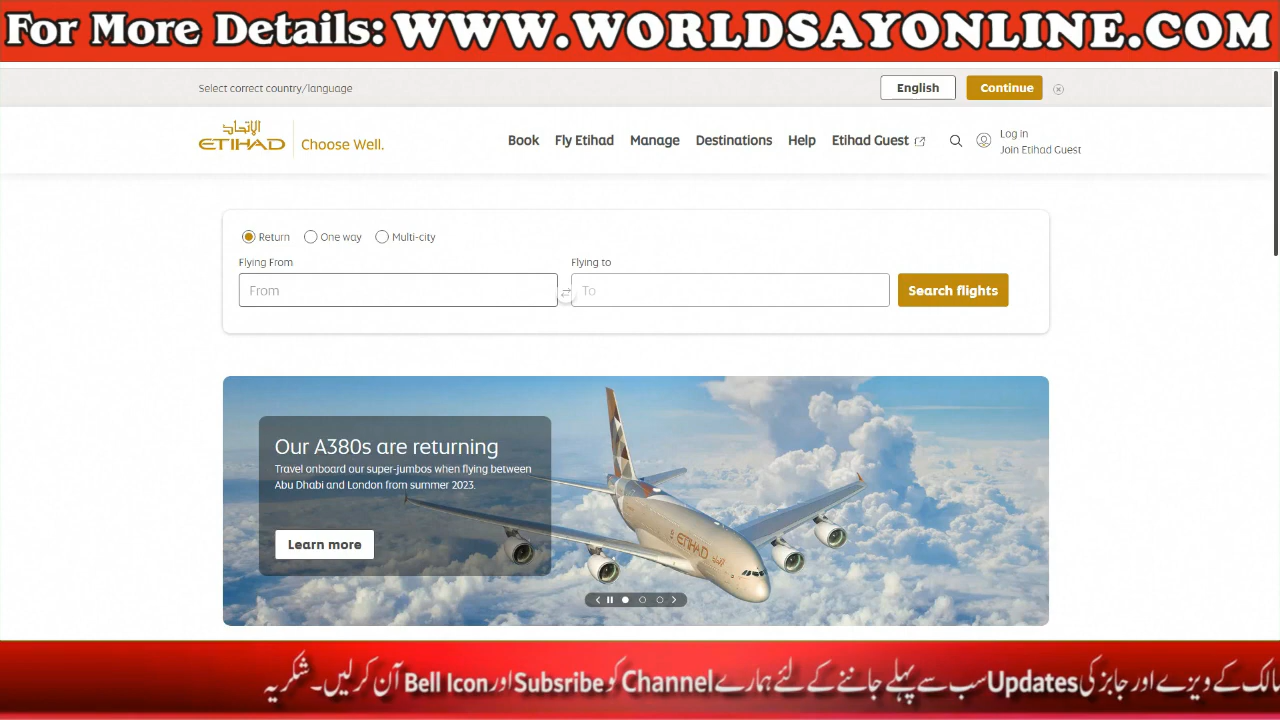 For More Details: WWW.WORLDSAYONLINE.COM
Select correct country/language
English
Continue
الإتحاد
ETIHAD
Choose Well.
Book
Fly Etihad
Manage
Destinations
Help
Etihad Guest
Log in
Join Etihad Guest
Return
One way
Multi-city
Flying From
Flying to
From
To
Search flights
Our A380s are returning
Travel onboard our super-jumbos when flying between
Abu Dhabi and London from summer 2023.
Learn more
ETIHAD
الإتحاد
کے ویزے اور جابز کی Updates سب سے پہلے جاننے کے لئے ہمارے Channel کو Subsribe اور Bell Icon آن کرلیں۔ شکریہ